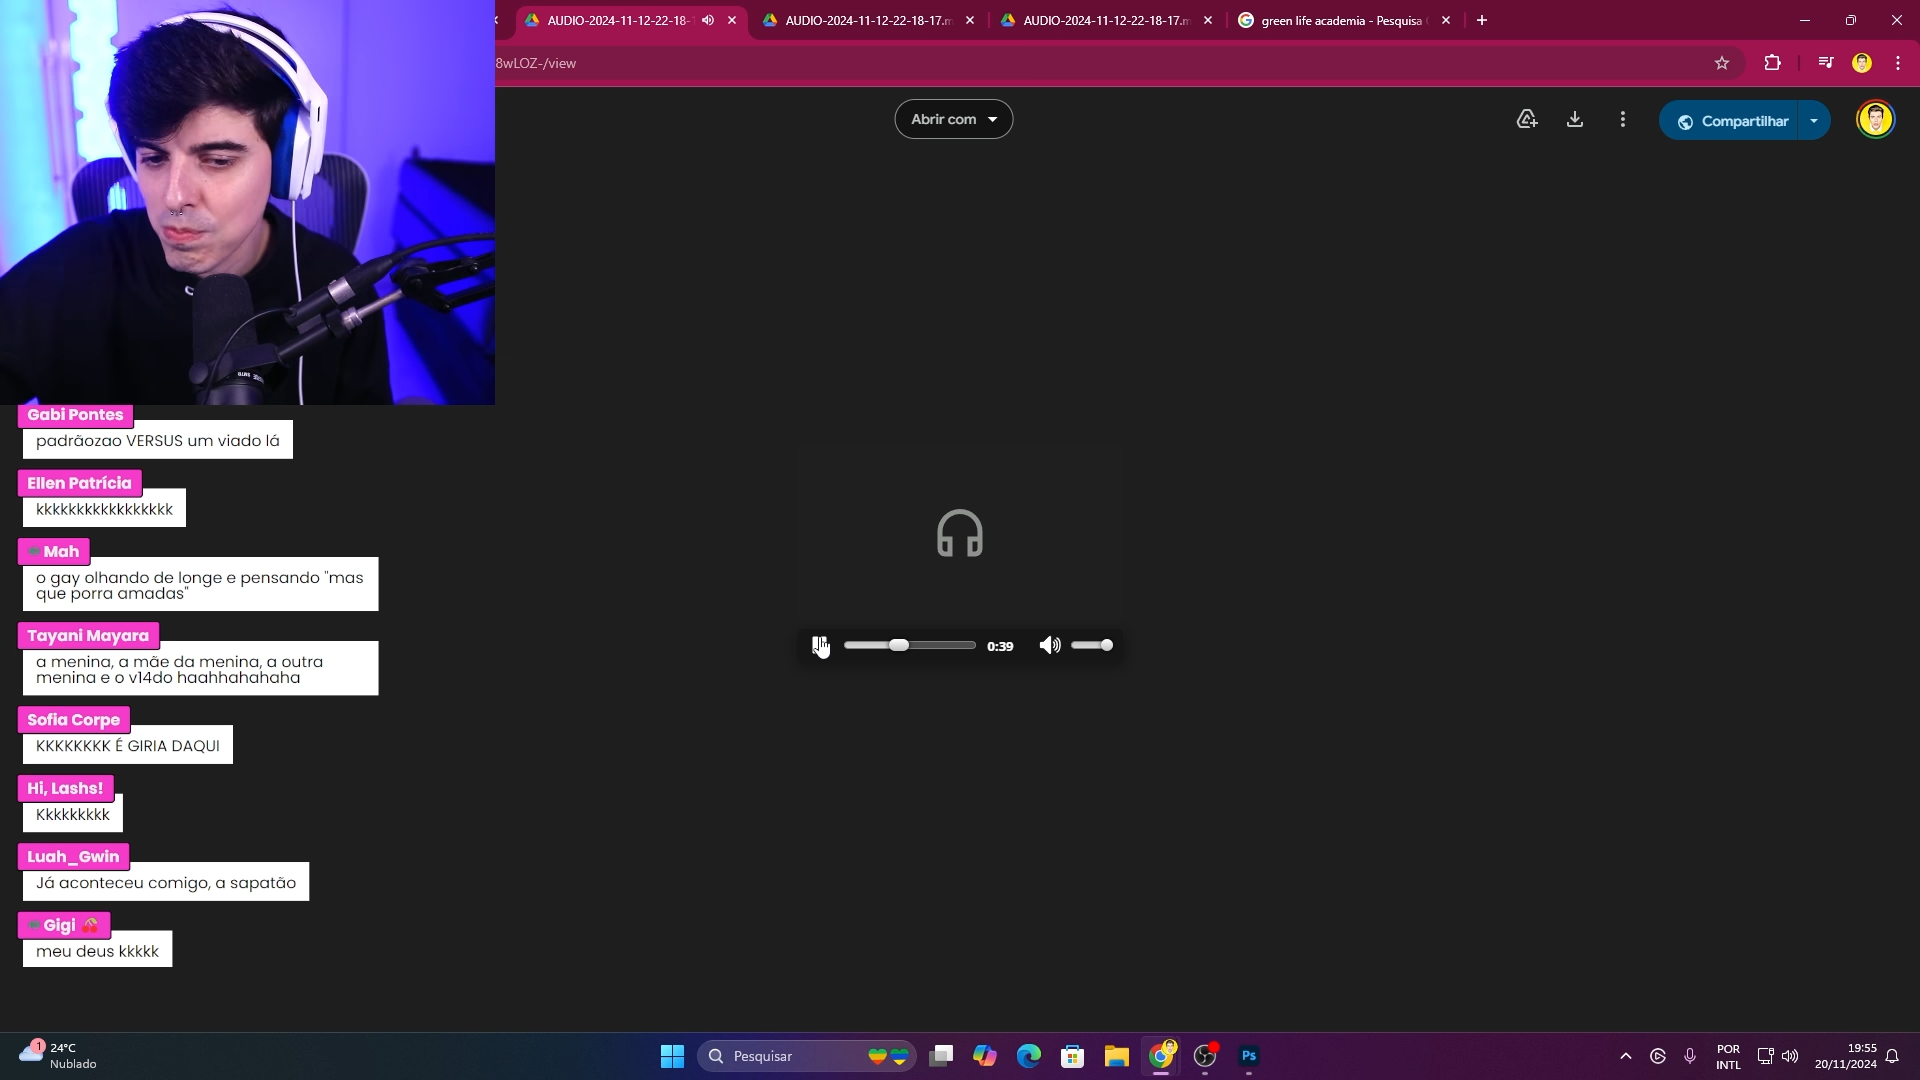 AUDIO-2024-11-12-22-18-
AUDIO-2024-11-12-22-18-17.m
AUDIO-2024-11-12-22-18-17.m
green life academia - Pesquisa
8wLOZ-/view
Abrir com
Compartilhar
Gabi Pontes
padrãozao VERSUS um viado lá
Ellen Patrícia
kkkkkkkkkkkkkkkkk
Mah
o gay olhando de longe e pensando "mas
que porra amadas"
Tayani Mayara
a menina, a mãe da menina, a outra
menina e o v14do haahhahahaha
Sofia Corpe
KKKKKKKK É GIRIA DAQUI
Hi, Lashs!
Kkkkkkkkk
Luah_Gwin
Já aconteceu comigo, a sapatão
Gigi
meu deus kkkkk
0:39
1
24°C
Nublado
Pesquisar
Ps
POR
INTL
19:55
20/11/2024